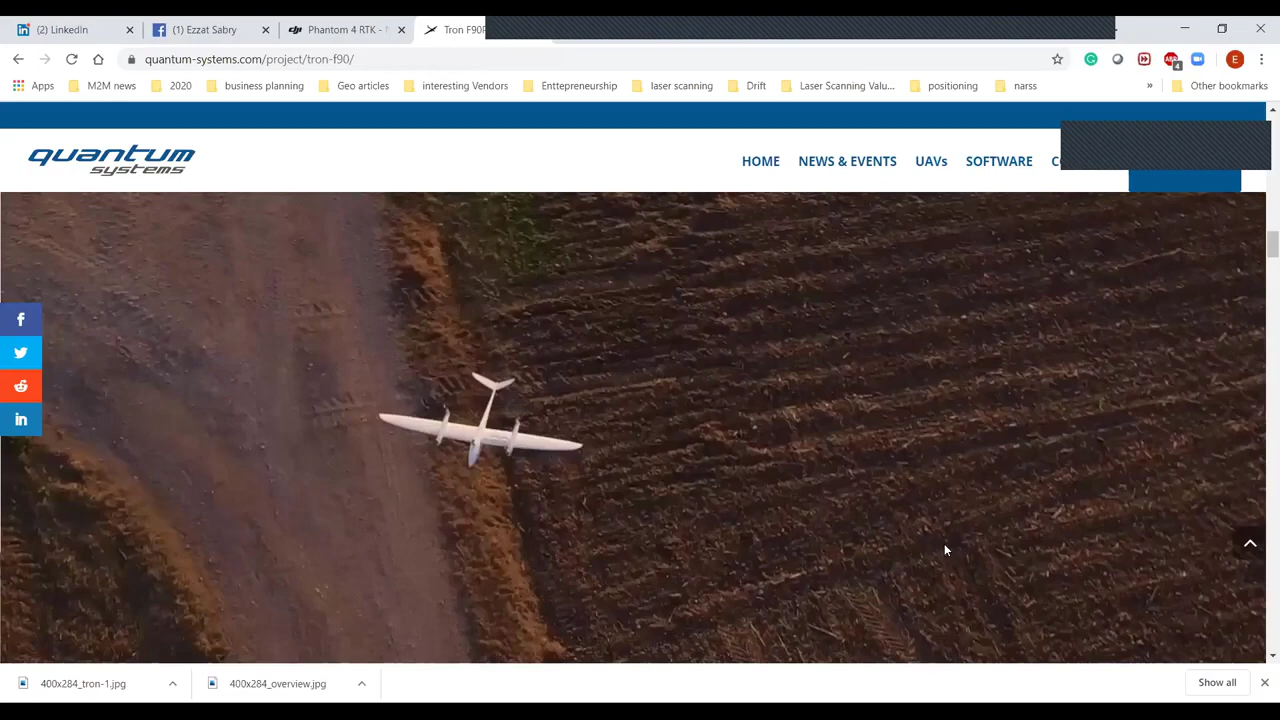 (2) LinkedIn
(1) Ezzat Sabry
Phantom 4 RTK -
Tron F90
quantum-systems.com/project/tron-f90/
4
E
Apps
M2M news
2020
business planning
Geo articles
interesting Vendors
Enttepreneurship
laser scanning
Drift
Laser Scanning Valu...
positioning
narss
»
Other bookmarks
quantum
systems
HOME
NEWS & EVENTS
UAVs
SOFTWARE
400x284_tron-1.jpg
400x284_overview.jpg
Show all